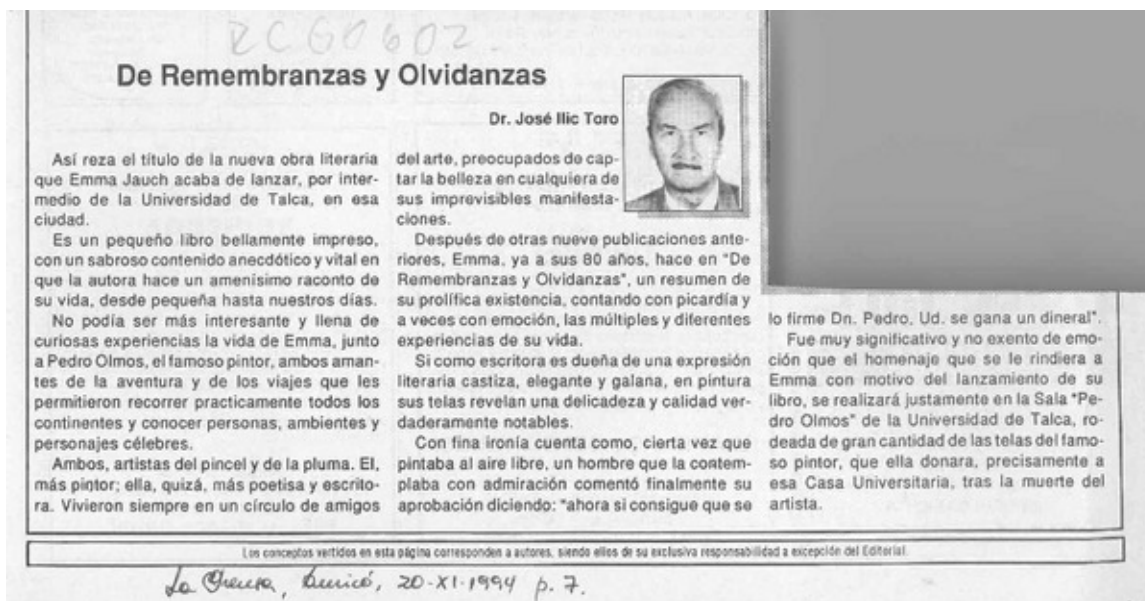 RCG0602
De Remembranzas y Olvidanzas
Dr. José Ilic Toro
Así reza el título de la nueva obra literaria
que Emma Jauch acaba de lanzar, por inter-
medio de la Universidad de Talca, en esa
ciudad.
Es un pequeño libro bellamente impreso,
con un sabroso contenido anecdótico y vital en
que la autora hace un amenísimo raconto de
su vida, desde pequeña hasta nuestros días.
No podía ser más interesante y llena de
curiosas experiencias la vida de Emma, junto
a Pedro Olmos, el famoso pintor, ambos aman-
tes de la aventura y de los viajes que les
permitieron recorrer practicamente todos los
continentes y conocer personas, ambientes y
personajes célebres.
Ambos, artistas del pincel y de la pluma. El,
más pintor; ella, quizá, más poetisa y escrito-
ra. Vivieron siempre en un círculo de amigos
del arte, preocupados de cap-
tar la belleza en cualquiera de
sus imprevisibles manifesta-
ciones.
Después de otras nueve publicaciones ante-
riores, Emma, ya a sus 80 años, hace en "De
Remembranzas y Olvidanzas", un resumen de
su prolífica existencia, contando con picardía y
a veces con emoción, las múltiples y diferentes
experiencias de su vida.
Si como escritora es dueña de una expresión
literaria castiza, elegante y galana, en pintura
sus telas revelan una delicadeza y calidad ver-
daderamente notables.
Con fina ironía cuenta como, cierta vez que
pintaba al aire libre, un hombre que la contem-
plaba con admiración comentó finalmente su
aprobación diciendo: "ahora si consigue que se
lo firme Dn. Pedro, Ud. se gana un dineral".
Fue muy significativo y no exento de emo-
ción que el homenaje que se le rindiera a
Emma con motivo del lanzamiento de su
libro, se realizará justamente en la Sala "Pe-
dro Olmos" de la Universidad de Talca, ro-
deada de gran cantidad de las telas del famo-
so pintor, que ella donara, precisamente a
esa Casa Universitaria, tras la muerte del
artista.
Los conceptos vertidos en esta página corresponden a autores, siendo ellos de su exclusiva responsabilidad a excepción del Editorial.
La Prensa, Curicó, 20-XI-1994 p. 7.